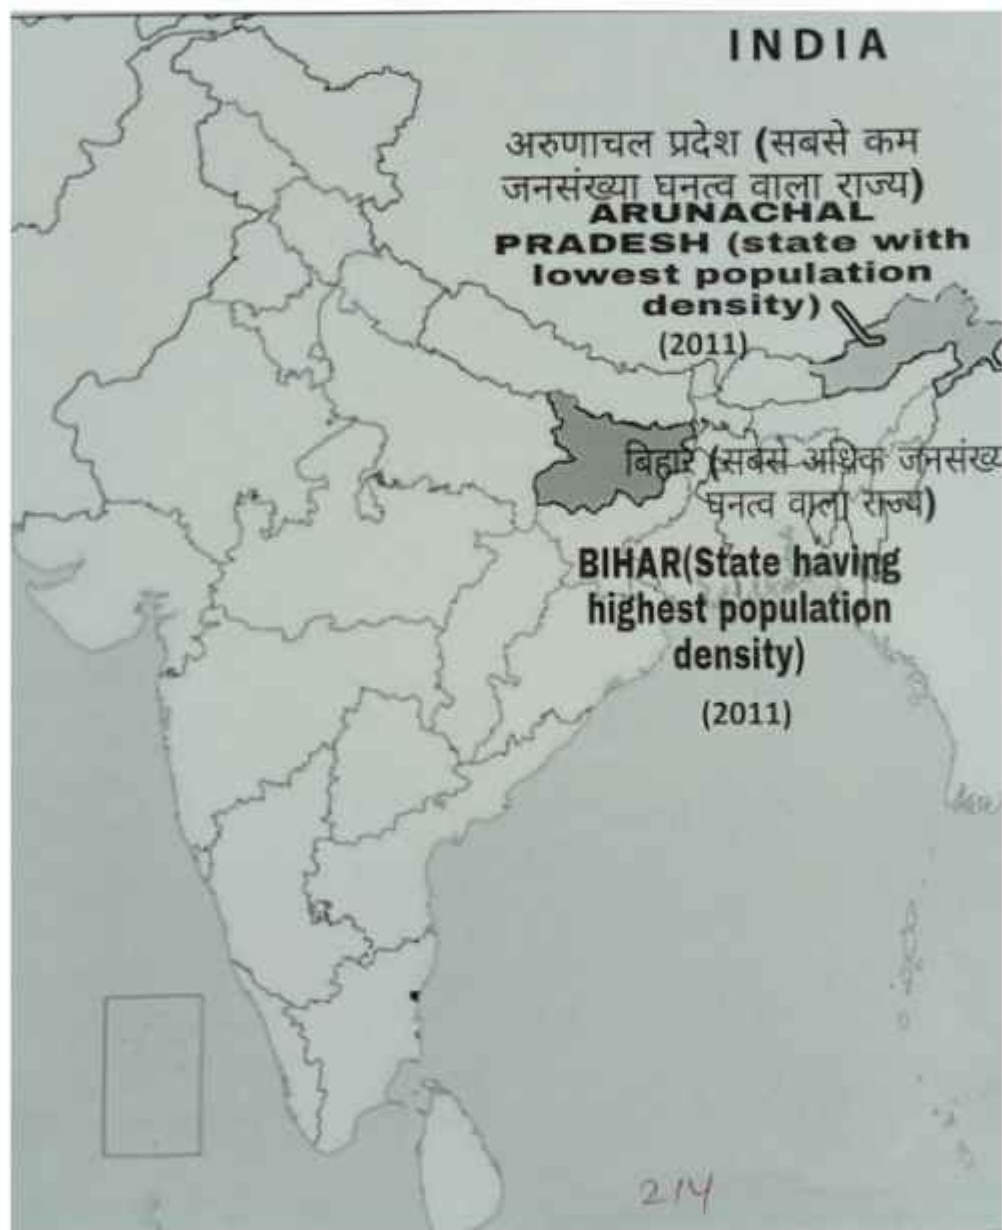 INDIA
अरुणाचल प्रदेश (सबसे कम
जनसंख्या घनत्व वाला राज्य)
ARUNACHAL
PRADESH (state with
lowest population
density)
(2011)
बिहार (सबसे अधिक जनसंख्य
घनत्व वाला राज्य)
BIHAR(State having
highest population
density)
(2011)
214